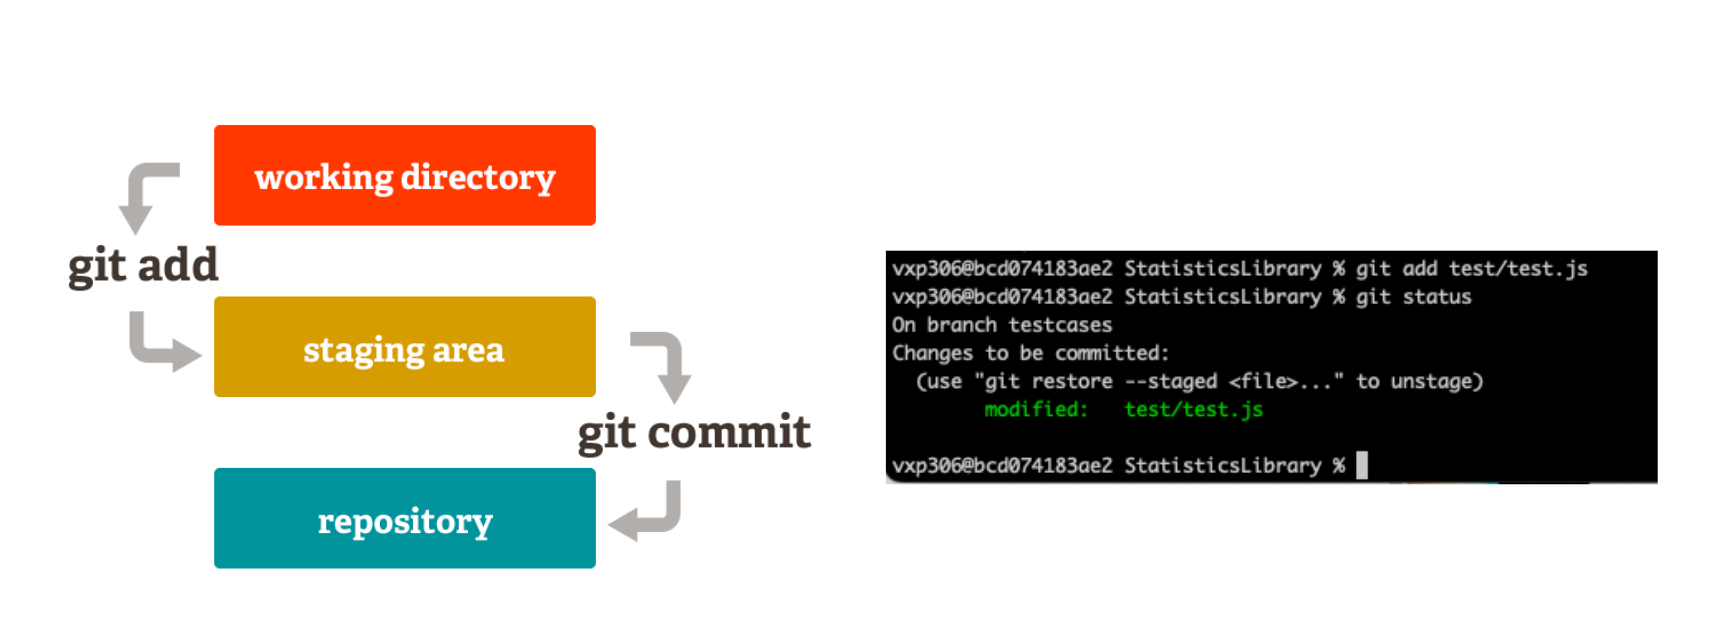 working directory
git add
staging area
git commit
repository
vxp306@bcd074183ae2 StatisticsLibrary % git add test/test.js
vxp306@bcd074183ae2 StatisticsLibrary % git status
On branch testcases
Changes to be committed:
  (use "git restore --staged <file>..." to unstage)
        modified:   test/test.js
vxp306@bcd074183ae2 StatisticsLibrary %